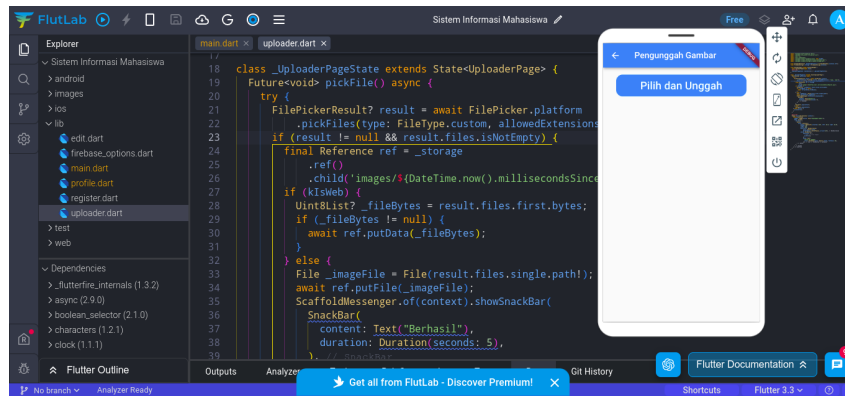 FlutLab
Sistem Informasi Mahasiswa
Free
A
Explorer
main.dart ×
uploader.dart ×
Sistem Informasi Mahasiswa
android
images
ios
lib
edit.dart
firebase_options.dart
main.dart
profile.dart
register.dart
uploader.dart
test
web
Dependencies
_flutterfire_internals (1.3.2)
async (2.9.0)
boolean_selector (2.1.0)
characters (1.2.1)
clock (1.1.1)
Flutter Outline
17
18 class _UploaderPageState extends State<UploaderPage> {
19 Future<void> pickFile() async {
20 try {
21 FilePickerResult? result = await FilePicker.platform
22 .pickFiles(type: FileType.custom, allowedExtensions
23 if (result != null && result.files.isNotEmpty) {
24 final Reference ref = _storage
25 .ref()
26 .child('images/${DateTime.now().millisecondsSince
27 if (kIsWeb) {
28 Uint8List? _fileBytes = result.files.first.bytes;
29 if (_fileBytes != null) {
30 await ref.putData(_fileBytes);
31 }
32 } else {
33 File _imageFile = File(result.files.single.path!);
34 await ref.putFile(_imageFile);
35 ScaffoldMessenger.of(context).showSnackBar(
36 SnackBar(
37 content: Text("Berhasil"),
38 duration: Duration(seconds: 5),
39 ), // SnackBar
Pengunggah Gambar
DEBUG
Pilih dan Unggah
Outputs
Analyzer
Git History
Flutter Documentation
Get all from FlutLab - Discover Premium!
No branch
Analyzer Ready
Shortcuts
Flutter 3.3